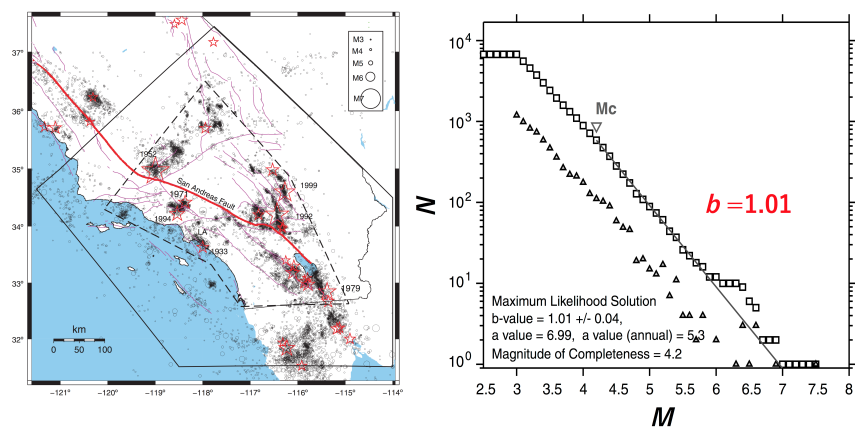 37°
36°
35°
34°
33°
32°
−121°
−120°
−119°
−118°
−117°
−116°
−115°
−114°
M3
M4
M5
M6
M7
1952
San Andreas Fault
1999
1971
1992
1994
LA
1933
1979
km
0 50 100
N
10⁴
10³
10²
10¹
10⁰
Mc
b=1.01
Maximum Likelihood Solution
b-value = 1.01 +/- 0.04,
a value = 6.99, a value (annual) = 5.3
Magnitude of Completeness = 4.2
2.5 3 3.5 4 4.5 5 5.5 6 6.5 7 7.5 8
M